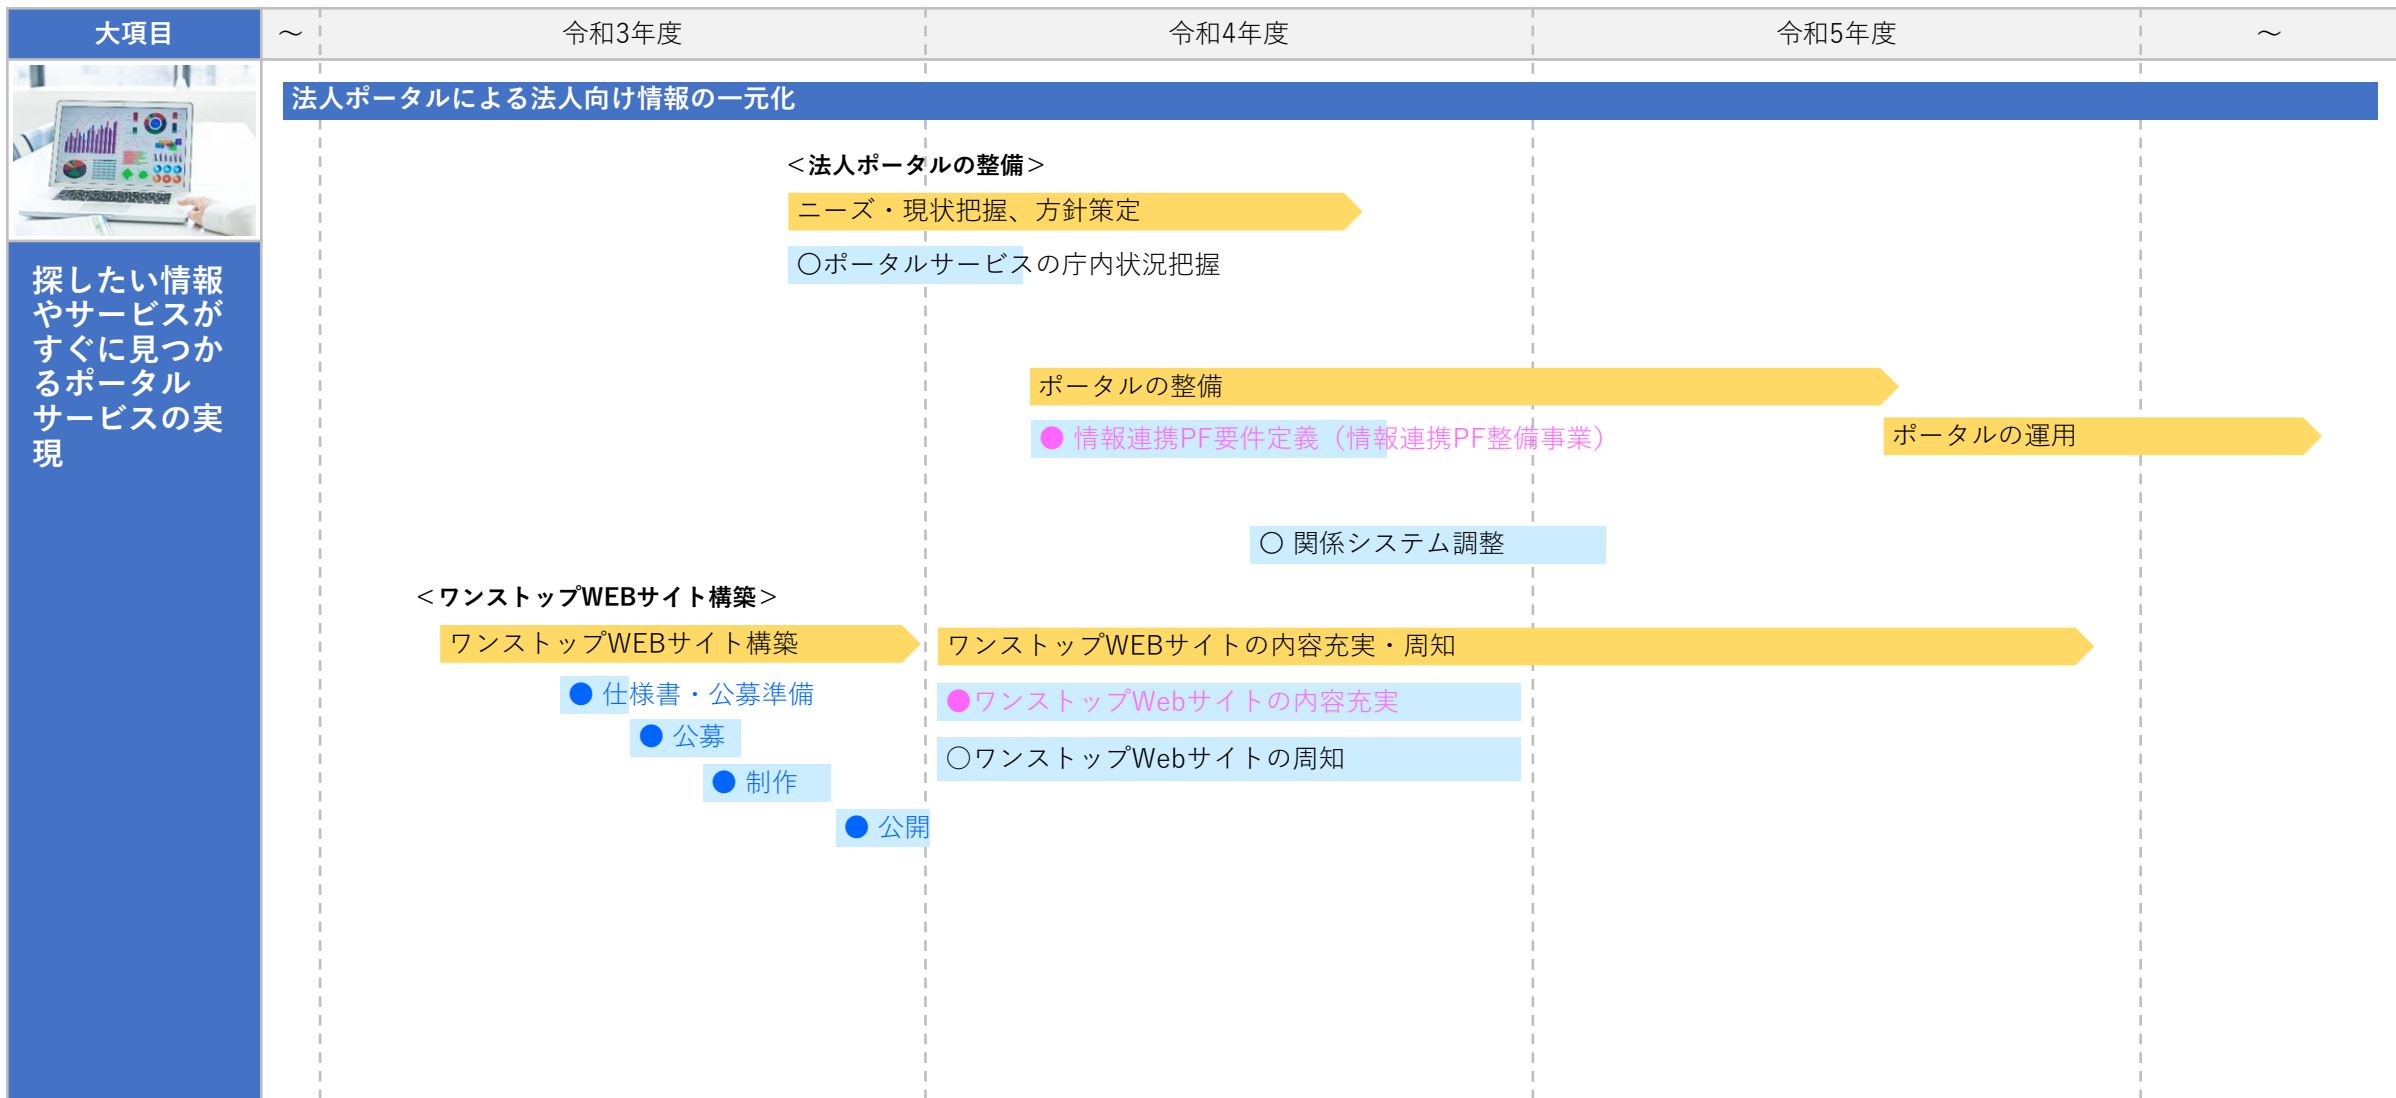 大項目
～
令和3年度
令和4年度
令和5年度
～
探したい情報
やサービスが
すぐに見つか
るポータル
サービスの実
現
法人ポータルによる法人向け情報の一元化
＜法人ポータルの整備＞
ニーズ・現状把握、方針策定
〇ポータルサービスの庁内状況把握
ポータルの整備
● 情報連携PF要件定義（情報連携PF整備事業）
ポータルの運用
〇 関係システム調整
＜ワンストップWEBサイト構築＞
ワンストップWEBサイト構築
ワンストップWEBサイトの内容充実・周知
● 仕様書・公募準備
●ワンストップWebサイトの内容充実
● 公募
○ワンストップWebサイトの周知
● 制作
● 公開